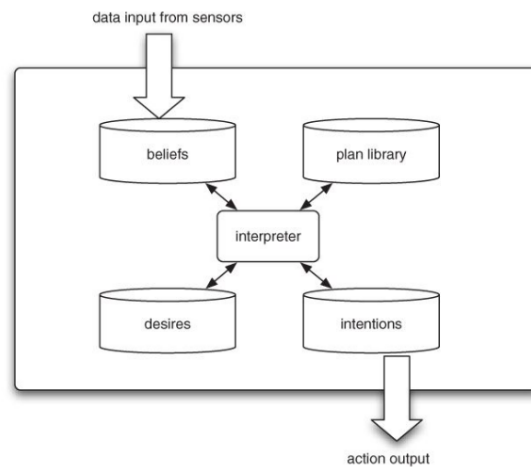 data input from sensors
beliefs
plan library
interpreter
desires
intentions
action output